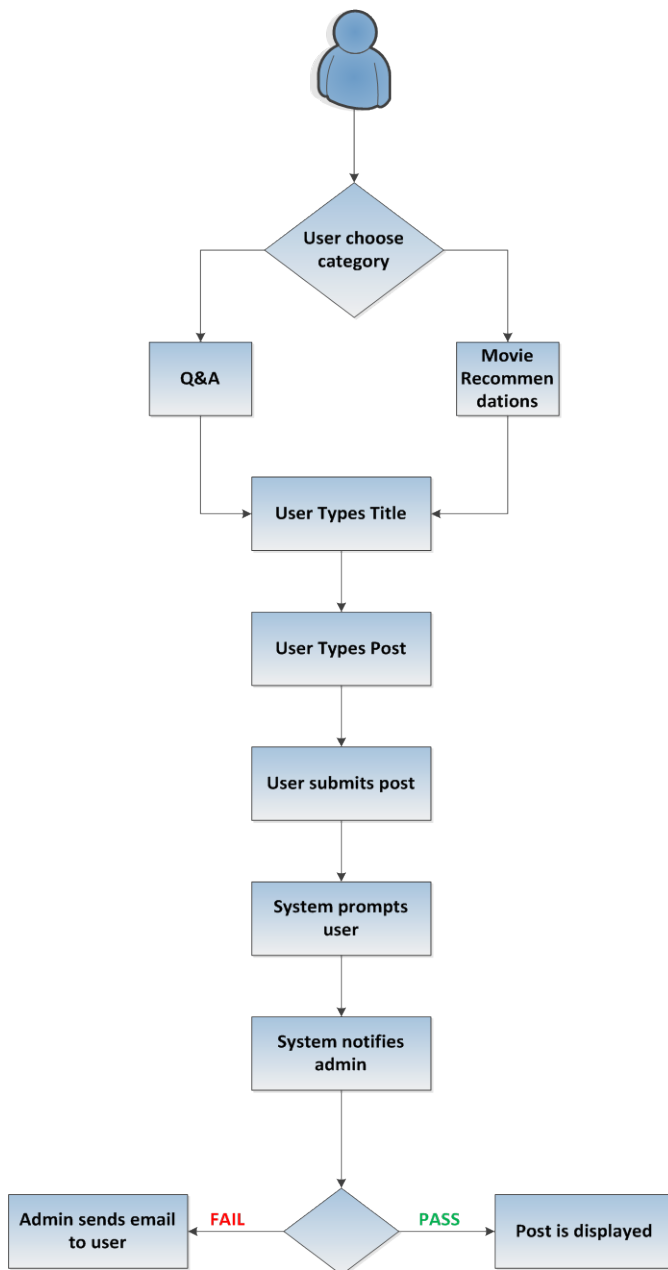 User choose
category
Q&A
Movie
Recommen
dations
User Types Title
User Types Post
User submits post
System prompts
user
System notifies
admin
Admin sends email
to user
FAIL
PASS
Post is displayed